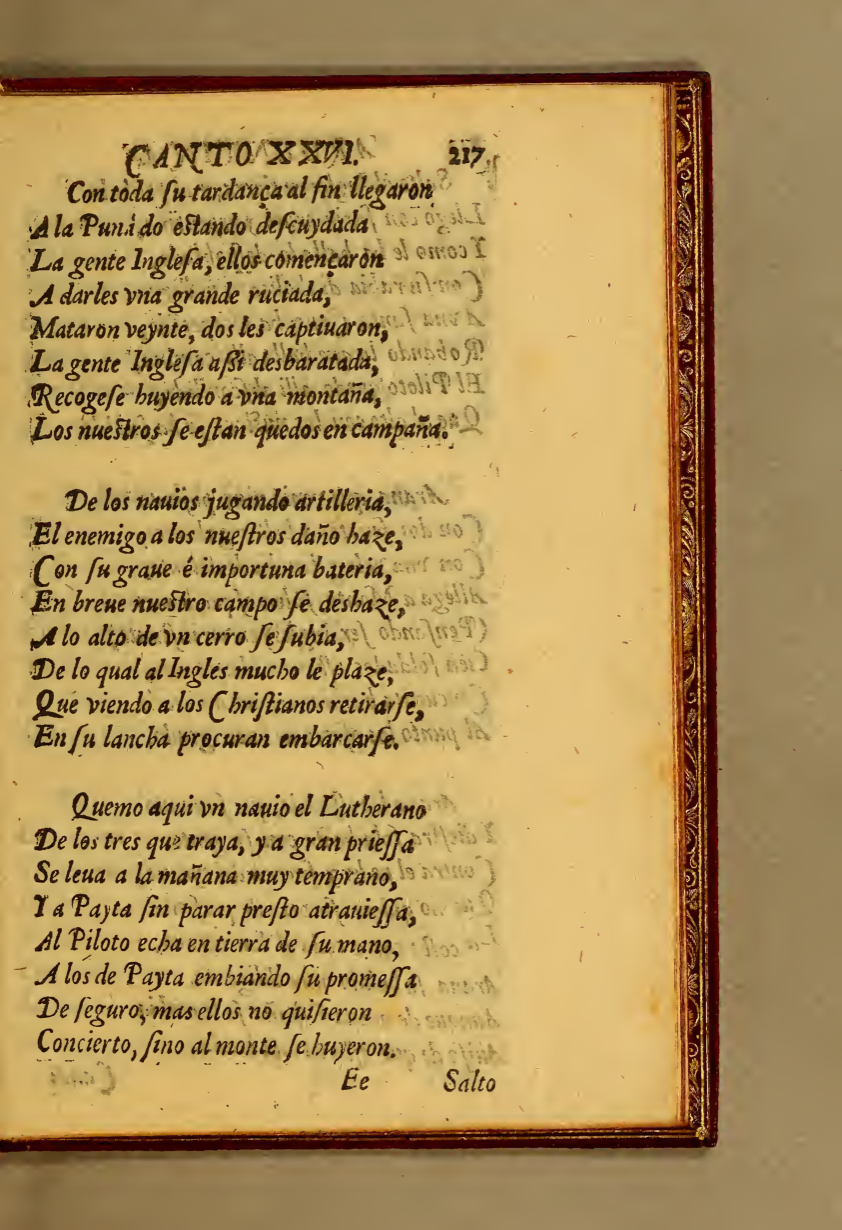 CANTO XXVI. 217
Con toda ſu tardança al fin llegaron
A la Puna do eſtando deſcuydada
La gente Ingleſa, ellos començaron
A darles vna grande ruciada,
Mataron veynte, dos les captiuaron,
La gente Ingleſa aſsi desbaratada,
Recogeſe huyendo a vna montaña,
Los nueſtros ſe eſtan quedos en campaña.
De los nauios jugando artilleria,
El enemigo a los nueſtros daño haze,
Con ſu graue é importuna bateria,
En breue nueſtro campo ſe deshaze,
A lo alto de vn cerro ſe ſubia,
De lo qual al Ingles mucho le plaze,
Que viendo a los Chriſtianos retirarſe,
En ſu lancha procuran embarcarſe.
Quemo aqui vn nauio el Lutherano
De los tres que traya, y a gran prieſſa
Se leua a la mañana muy temprano,
Y a Payta ſin parar preſto atrauieſſa,
Al Piloto echa en tierra de ſu mano,
A los de Payta embiando ſu promeſſa
De ſeguro, mas ellos no quiſieron
Concierto, ſino al monte ſe huyeron.
Ee Salto